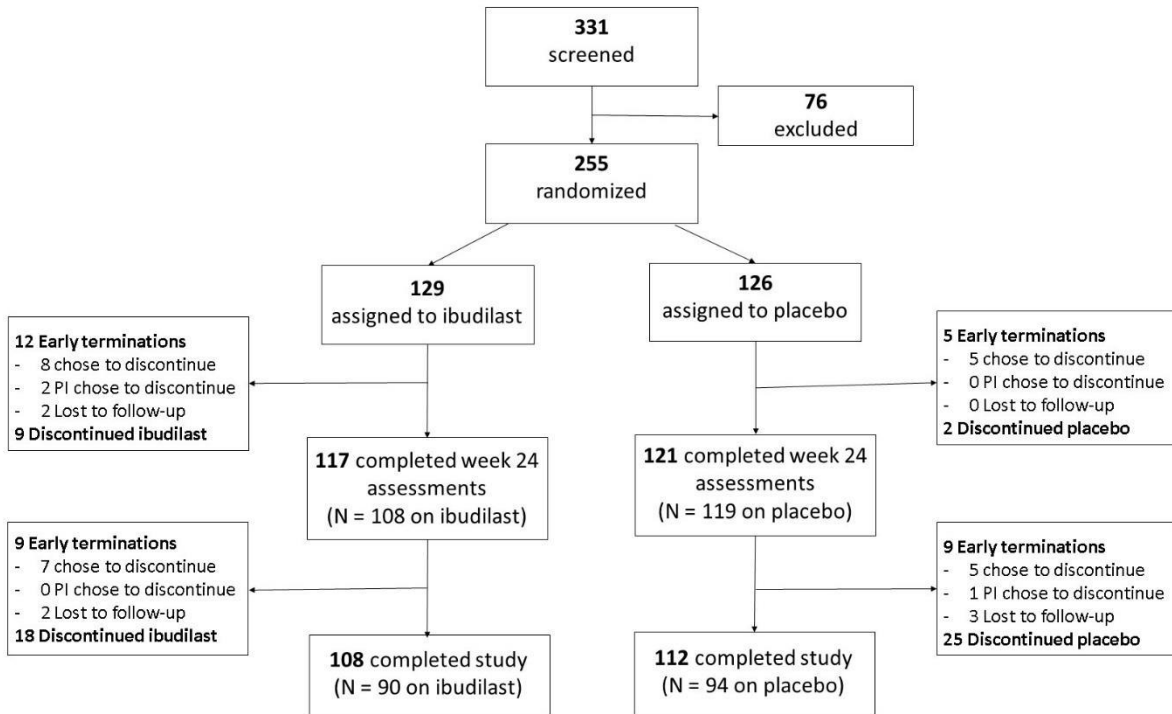 331
screened
76
excluded
255
randomized
129
assigned to ibudilast
126
assigned to placebo
12 Early terminations
- 8 chose to discontinue
- 2 PI chose to discontinue
- 2 Lost to follow-up
9 Discontinued ibudilast
5 Early terminations
- 5 chose to discontinue
- 0 PI chose to discontinue
- 0 Lost to follow-up
2 Discontinued placebo
117 completed week 24
assessments
(N = 108 on ibudilast)
121 completed week 24
assessments
(N = 119 on placebo)
9 Early terminations
- 7 chose to discontinue
- 0 PI chose to discontinue
- 2 Lost to follow-up
18 Discontinued ibudilast
9 Early terminations
- 5 chose to discontinue
- 1 PI chose to discontinue
- 3 Lost to follow-up
25 Discontinued placebo
108 completed study
(N = 90 on ibudilast)
112 completed study
(N = 94 on placebo)